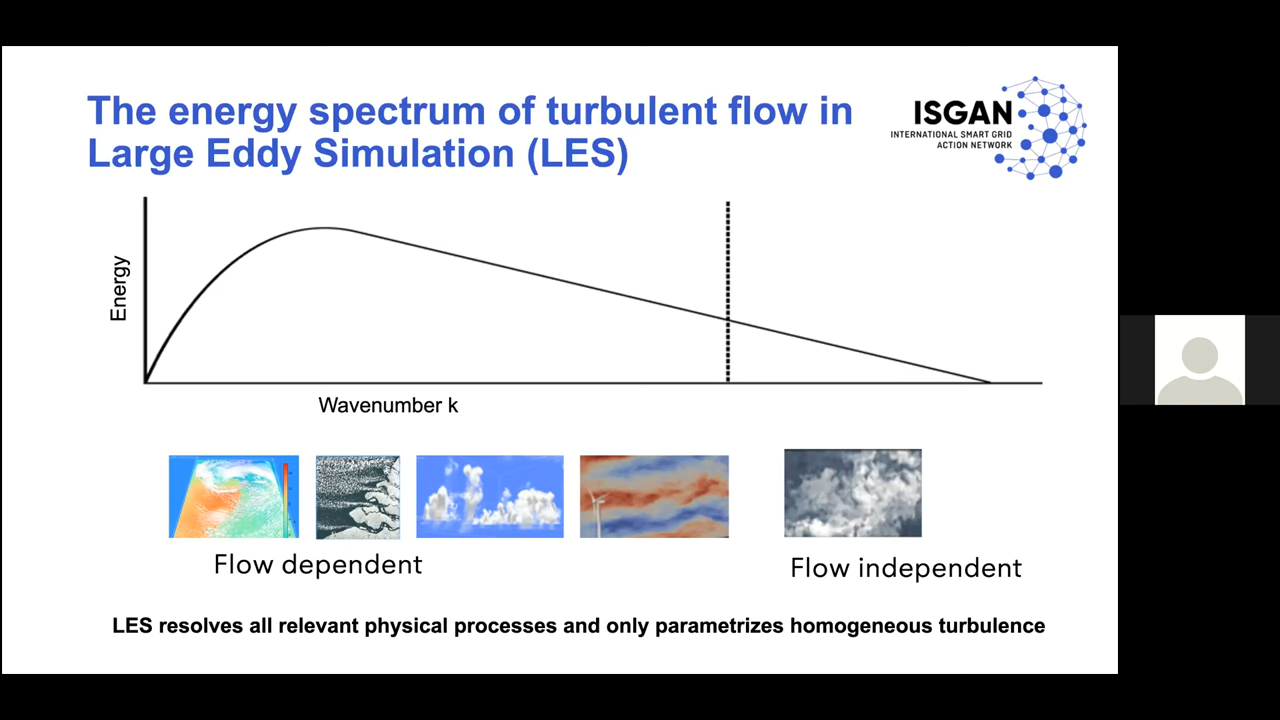 The energy spectrum of turbulent flow in
Large Eddy Simulation (LES)
ISGAN
INTERNATIONAL SMART GRID
ACTION NETWORK
Energy
Wavenumber k
Flow dependent
Flow independent
LES resolves all relevant physical processes and only parametrizes homogeneous turbulence